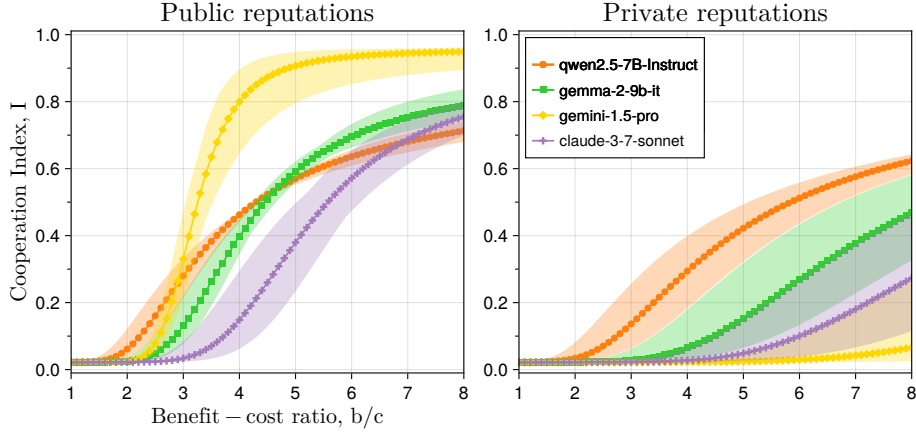 Public reputations
Private reputations
Cooperation Index, I
1.0
0.8
0.6
0.4
0.2
0.0
1 2 3 4 5 6 7 8
Benefit – cost ratio, b/c
qwen2.5-7B-Instruct
gemma-2-9b-it
gemini-1.5-pro
claude-3-7-sonnet
1.0
0.8
0.6
0.4
0.2
0.0
1 2 3 4 5 6 7 8